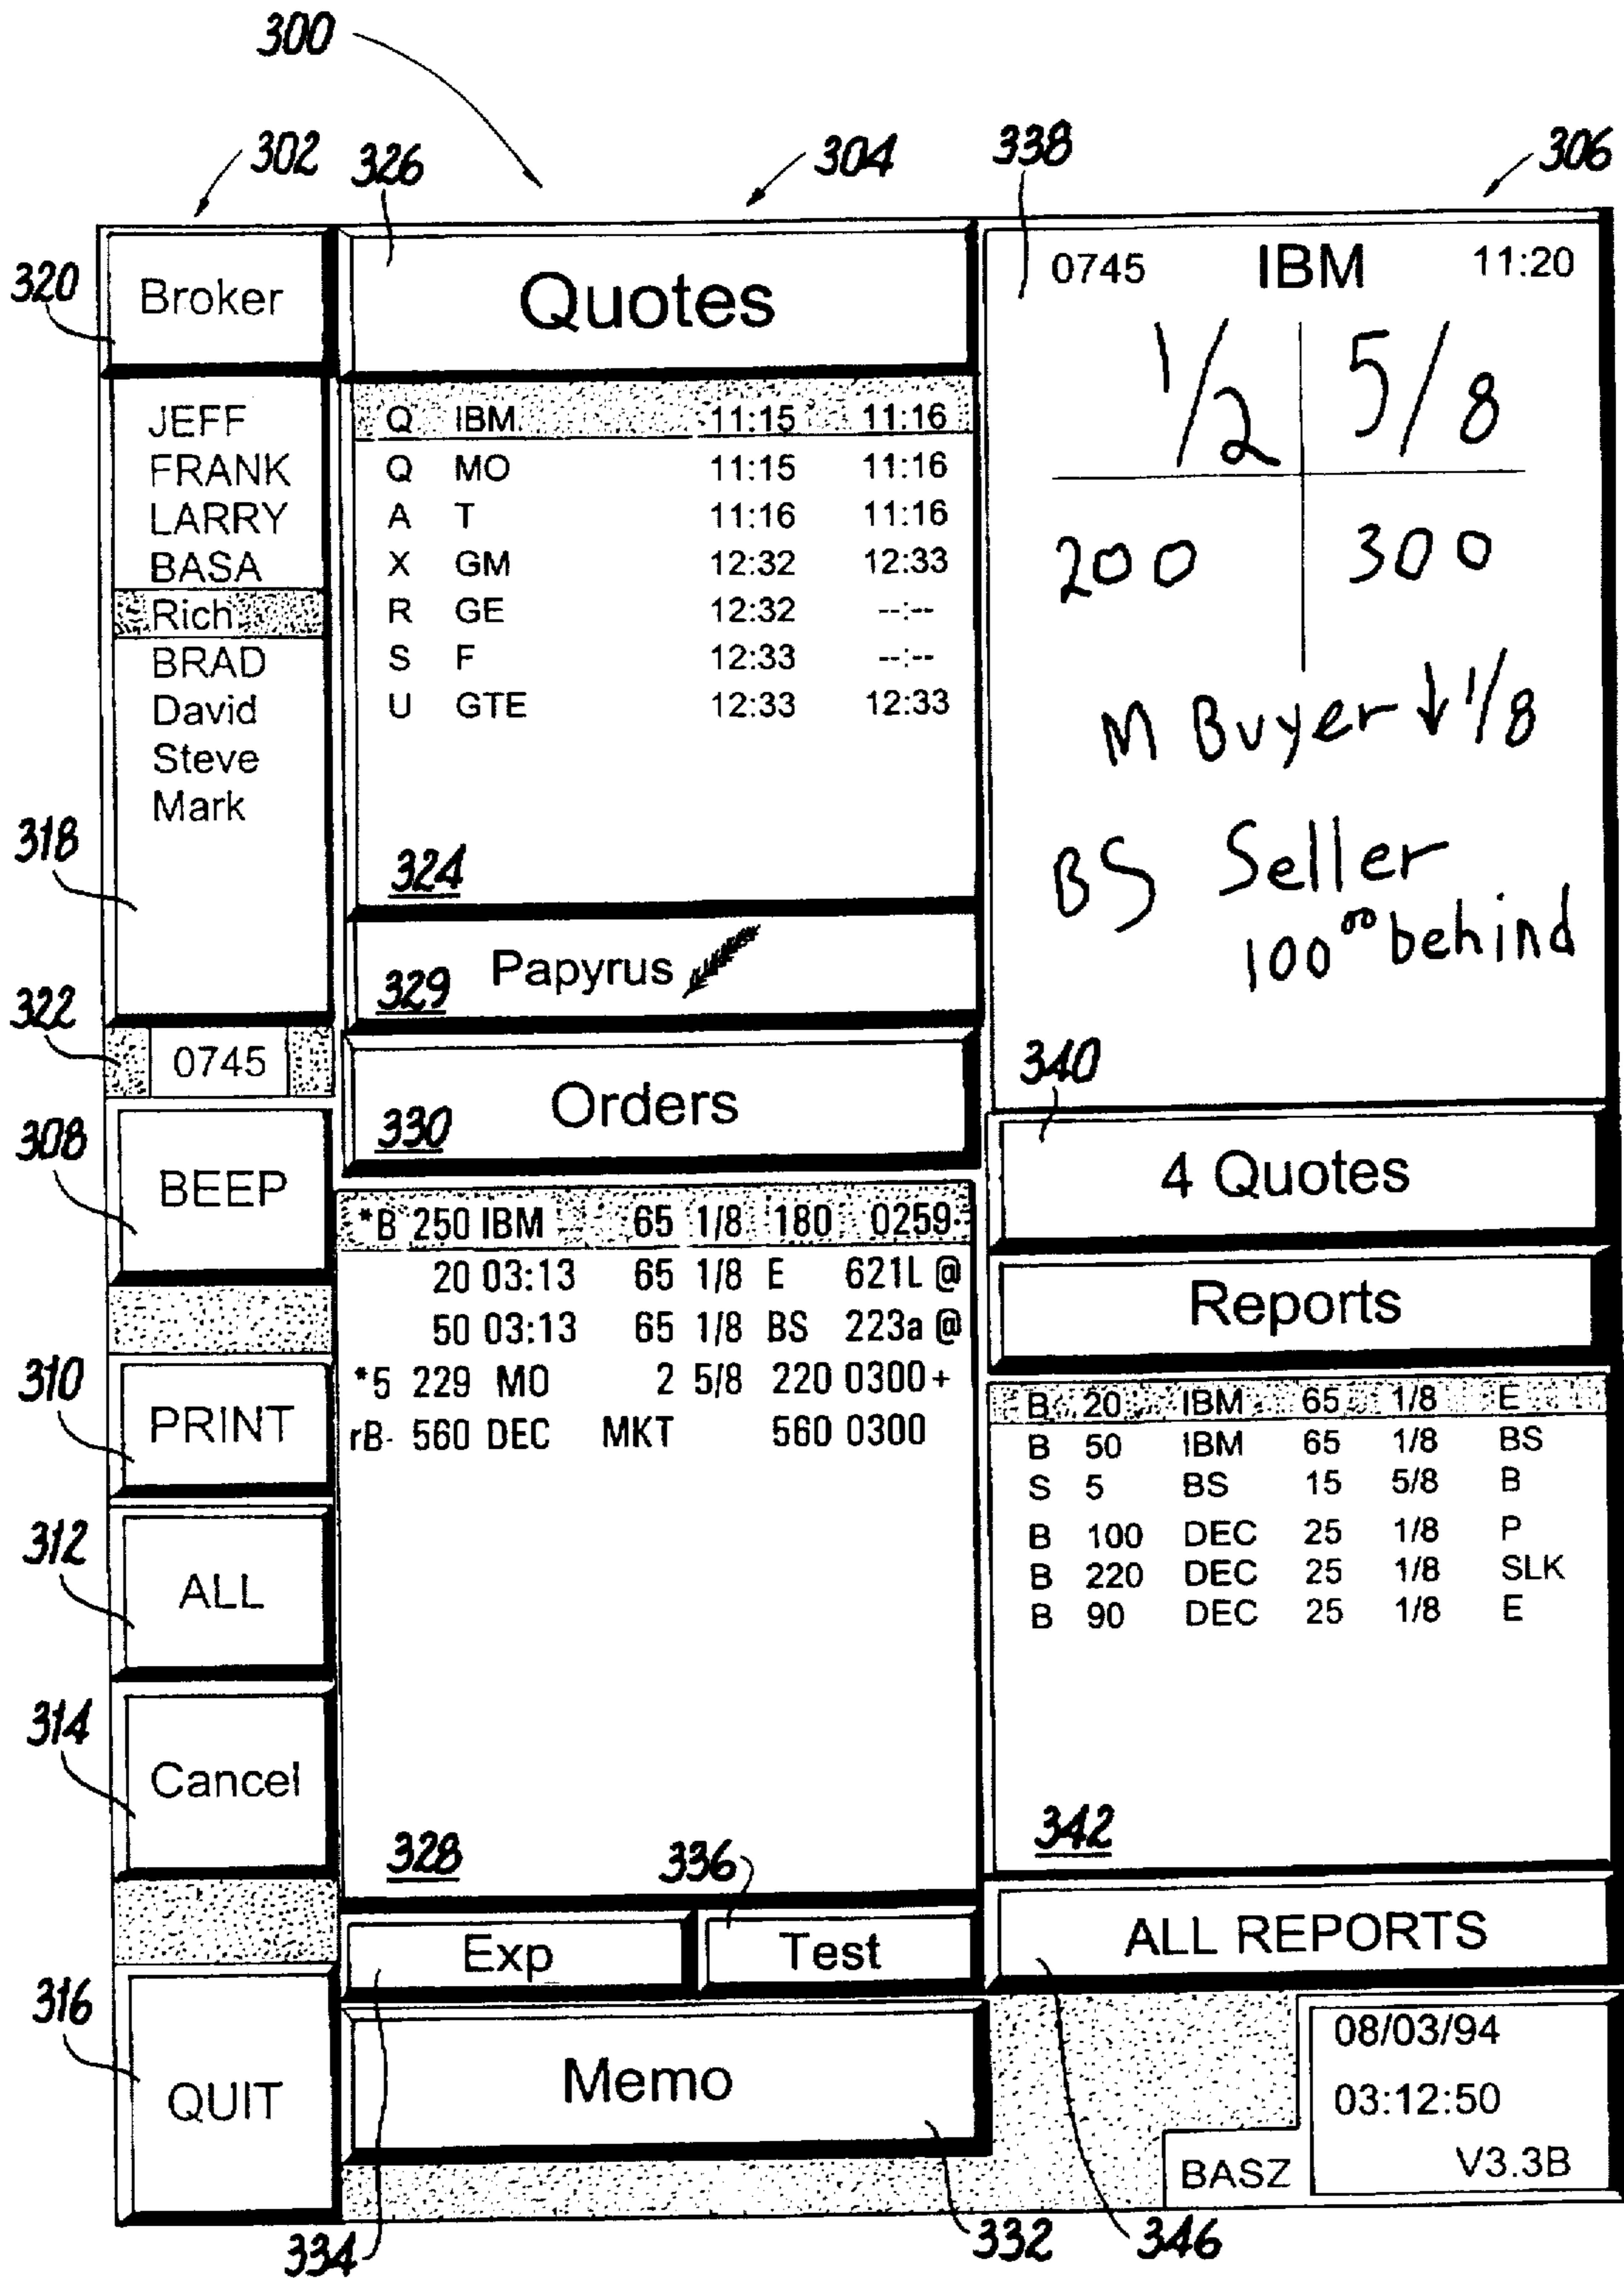 300
302 326 304 338 306
320
Broker
JEFF
FRANK
LARRY
BASA
Rich
BRAD
David
Steve
Mark
318
322
0745
308
BEEP
310
PRINT
312
ALL
314
Cancel
316
QUIT
Quotes
Q IBM 11:15 11:16
Q MO 11:15 11:16
A T 11:16 11:16
X GM 12:32 12:33
R GE 12:32 --:--
S F 12:33 --:--
U GTE 12:33 12:33
324
329 Papyrus
330 Orders
*B 250 IBM 65 1/8 180 0259-
20 03:13 65 1/8 E 621L @
50 03:13 65 1/8 BS 223a @
*5 229 MO 2 5/8 220 0300+
rB- 560 DEC MKT 560 0300
328 336
Exp Test
Memo
334 332 346
0745 IBM 11:20
1/2 5/8
200 300
M Buyer ↓ 1/8
BS Seller
100⁰⁰ behind
340
4 Quotes
Reports
B 20 IBM 65 1/8 E
B 50 IBM 65 1/8 BS
S 5 BS 15 5/8 B
B 100 DEC 25 1/8 P
B 220 DEC 25 1/8 SLK
B 90 DEC 25 1/8 E
342
ALL REPORTS
08/03/94
03:12:50
BASZ V3.3B